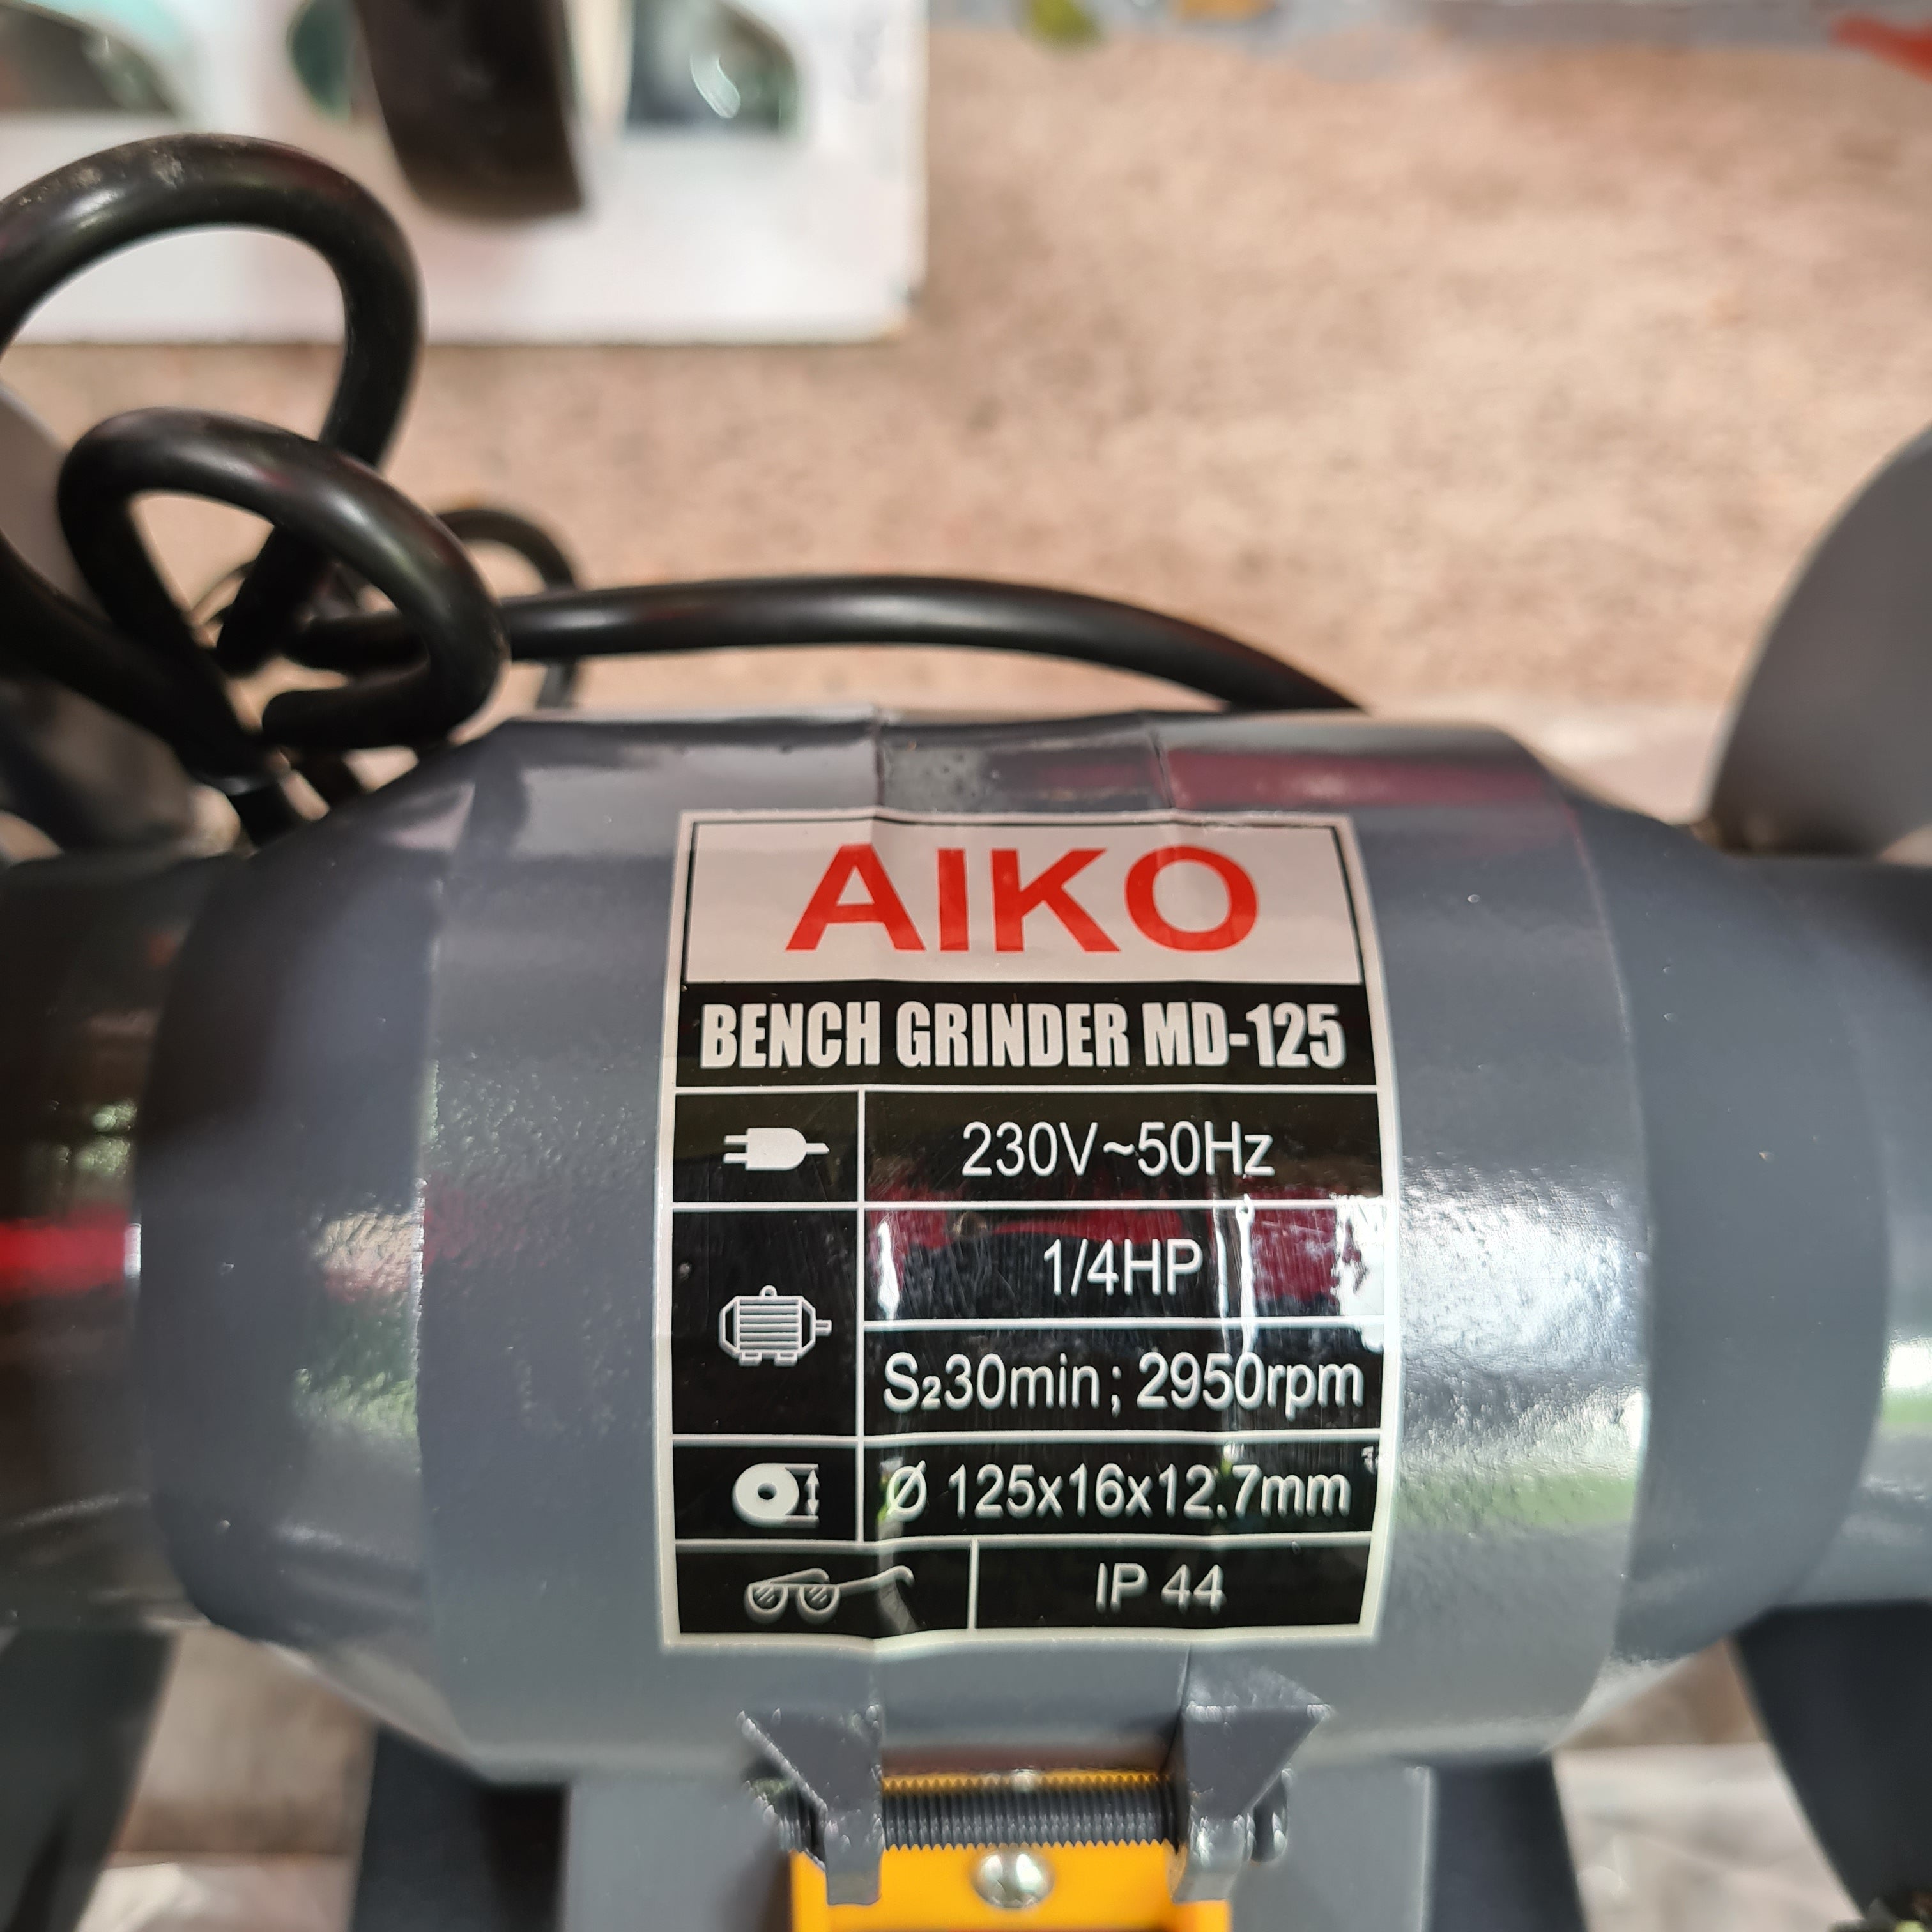 AIKO
BENCH GRINDER MD-125
230V~50Hz
1/4HP
S₂30min; 2950rpm
Ø 125x16x12.7mm
IP 44